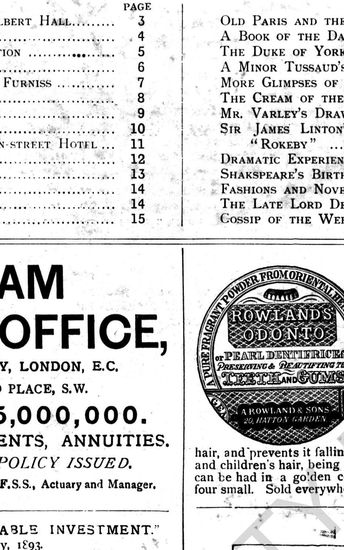 PAGE
LBERT HALL........ 3
4
TION ............... 5
6
FURNISS ............ 7
8
9
10
N-STREET HOTEL ... 11
12
13
14
14
15
OLD PARIS AND THE
A BOOK OF THE DA
THE DUKE OF YORK
A MINOR TUSSAUD'S
MORE GLIMPSES OF
THE CREAM OF THE
MR. VARLEY'S DRAW
SIR JAMES LINTON
"ROKEBY" ...
DRAMATIC EXPERIEN
SHAKSPEARE'S BIRTH
FASHIONS AND NOVE
THE LATE LORD DE
GOSSIP OF THE WEE
AM
OFFICE,
Y, LONDON, E.C.
D PLACE, S.W.
5,000,000.
ENTS, ANNUITIES.
POLICY ISSUED.
F.S.S., Actuary and Manager.
ABLE INVESTMENT."
y, 1893.
A PURE FRAGRANT POWDER FROM ORIENTAL HE
ROWLAND'S
ODONTO
OR PEARL DENTIFRICE
PRESERVING & BEAUTIFYING T
TEETH AND GUMS
A. ROWLAND & SONS
20, HATTON GARDEN
hair, and prevents it fallin
and children's hair, being
can be had in a golden c
four small. Sold everywhe